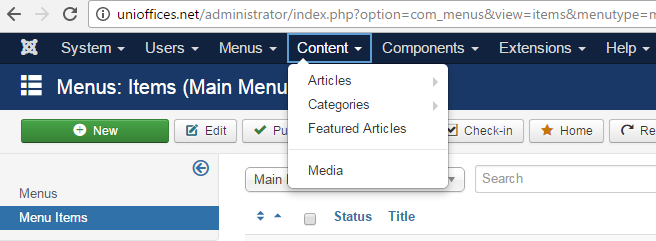 unioffices.net/administrator/index.php?option=com_menus&view=items&menutype=m
System Users Menus Content Components Extensions Help
Menus: Items (Main Menu
Articles
Categories
Featured Articles
Media
New Edit Pu Check-in Home Re
Menus
Menu Items
Main Search
Status Title